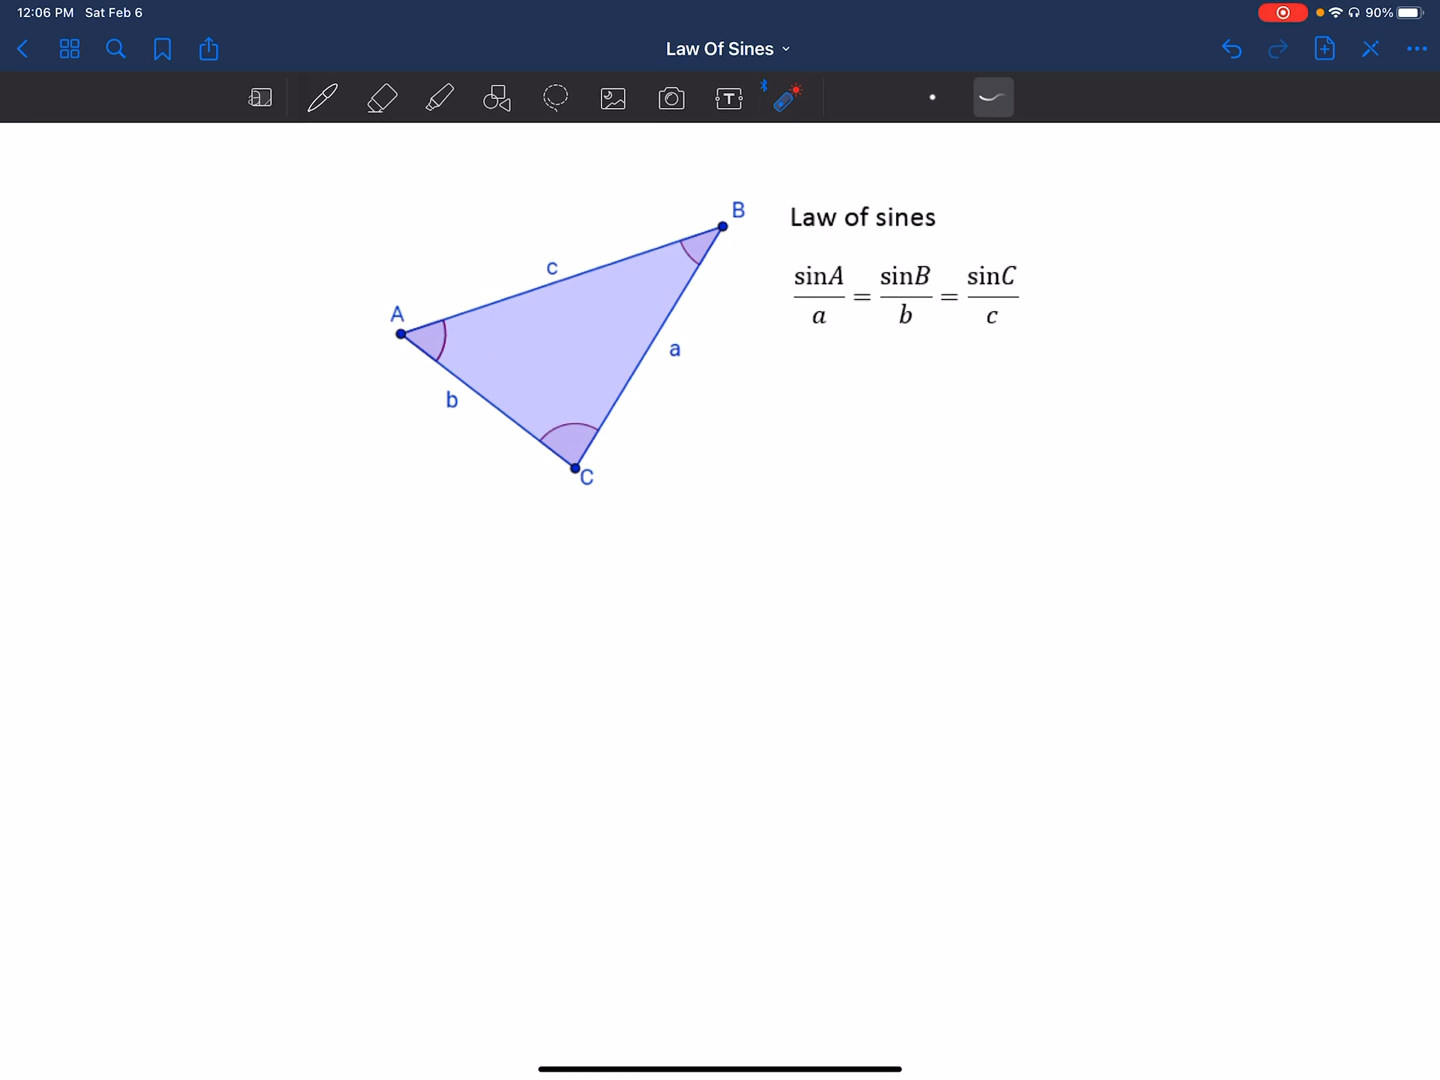 12:06 PM Sat Feb 6
90%
Law Of Sines
T
B
Law of sines
c
sinA/a = sinB/b = sinC/c
A
a
b
C